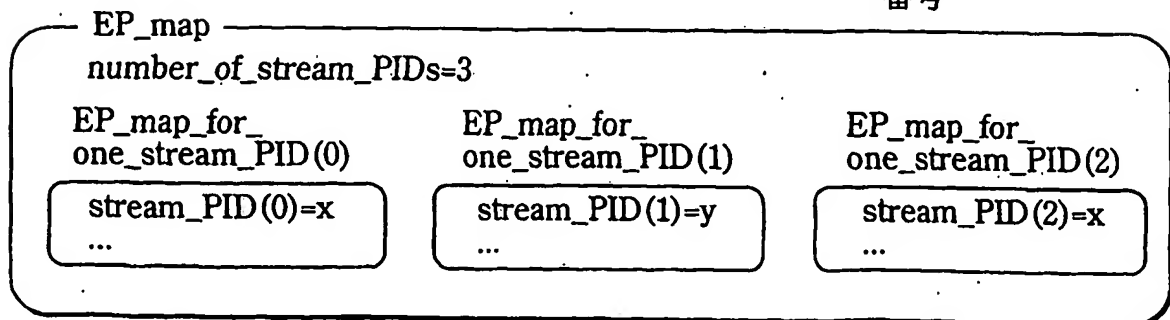 EP_map
number_of_stream_PIDs=3
EP_map_for_
one_stream_PID(0)
stream_PID(0)=x
...
EP_map_for_
one_stream_PID(1)
stream_PID(1)=y
...
EP_map_for_
one_stream_PID(2)
stream_PID(2)=x
...